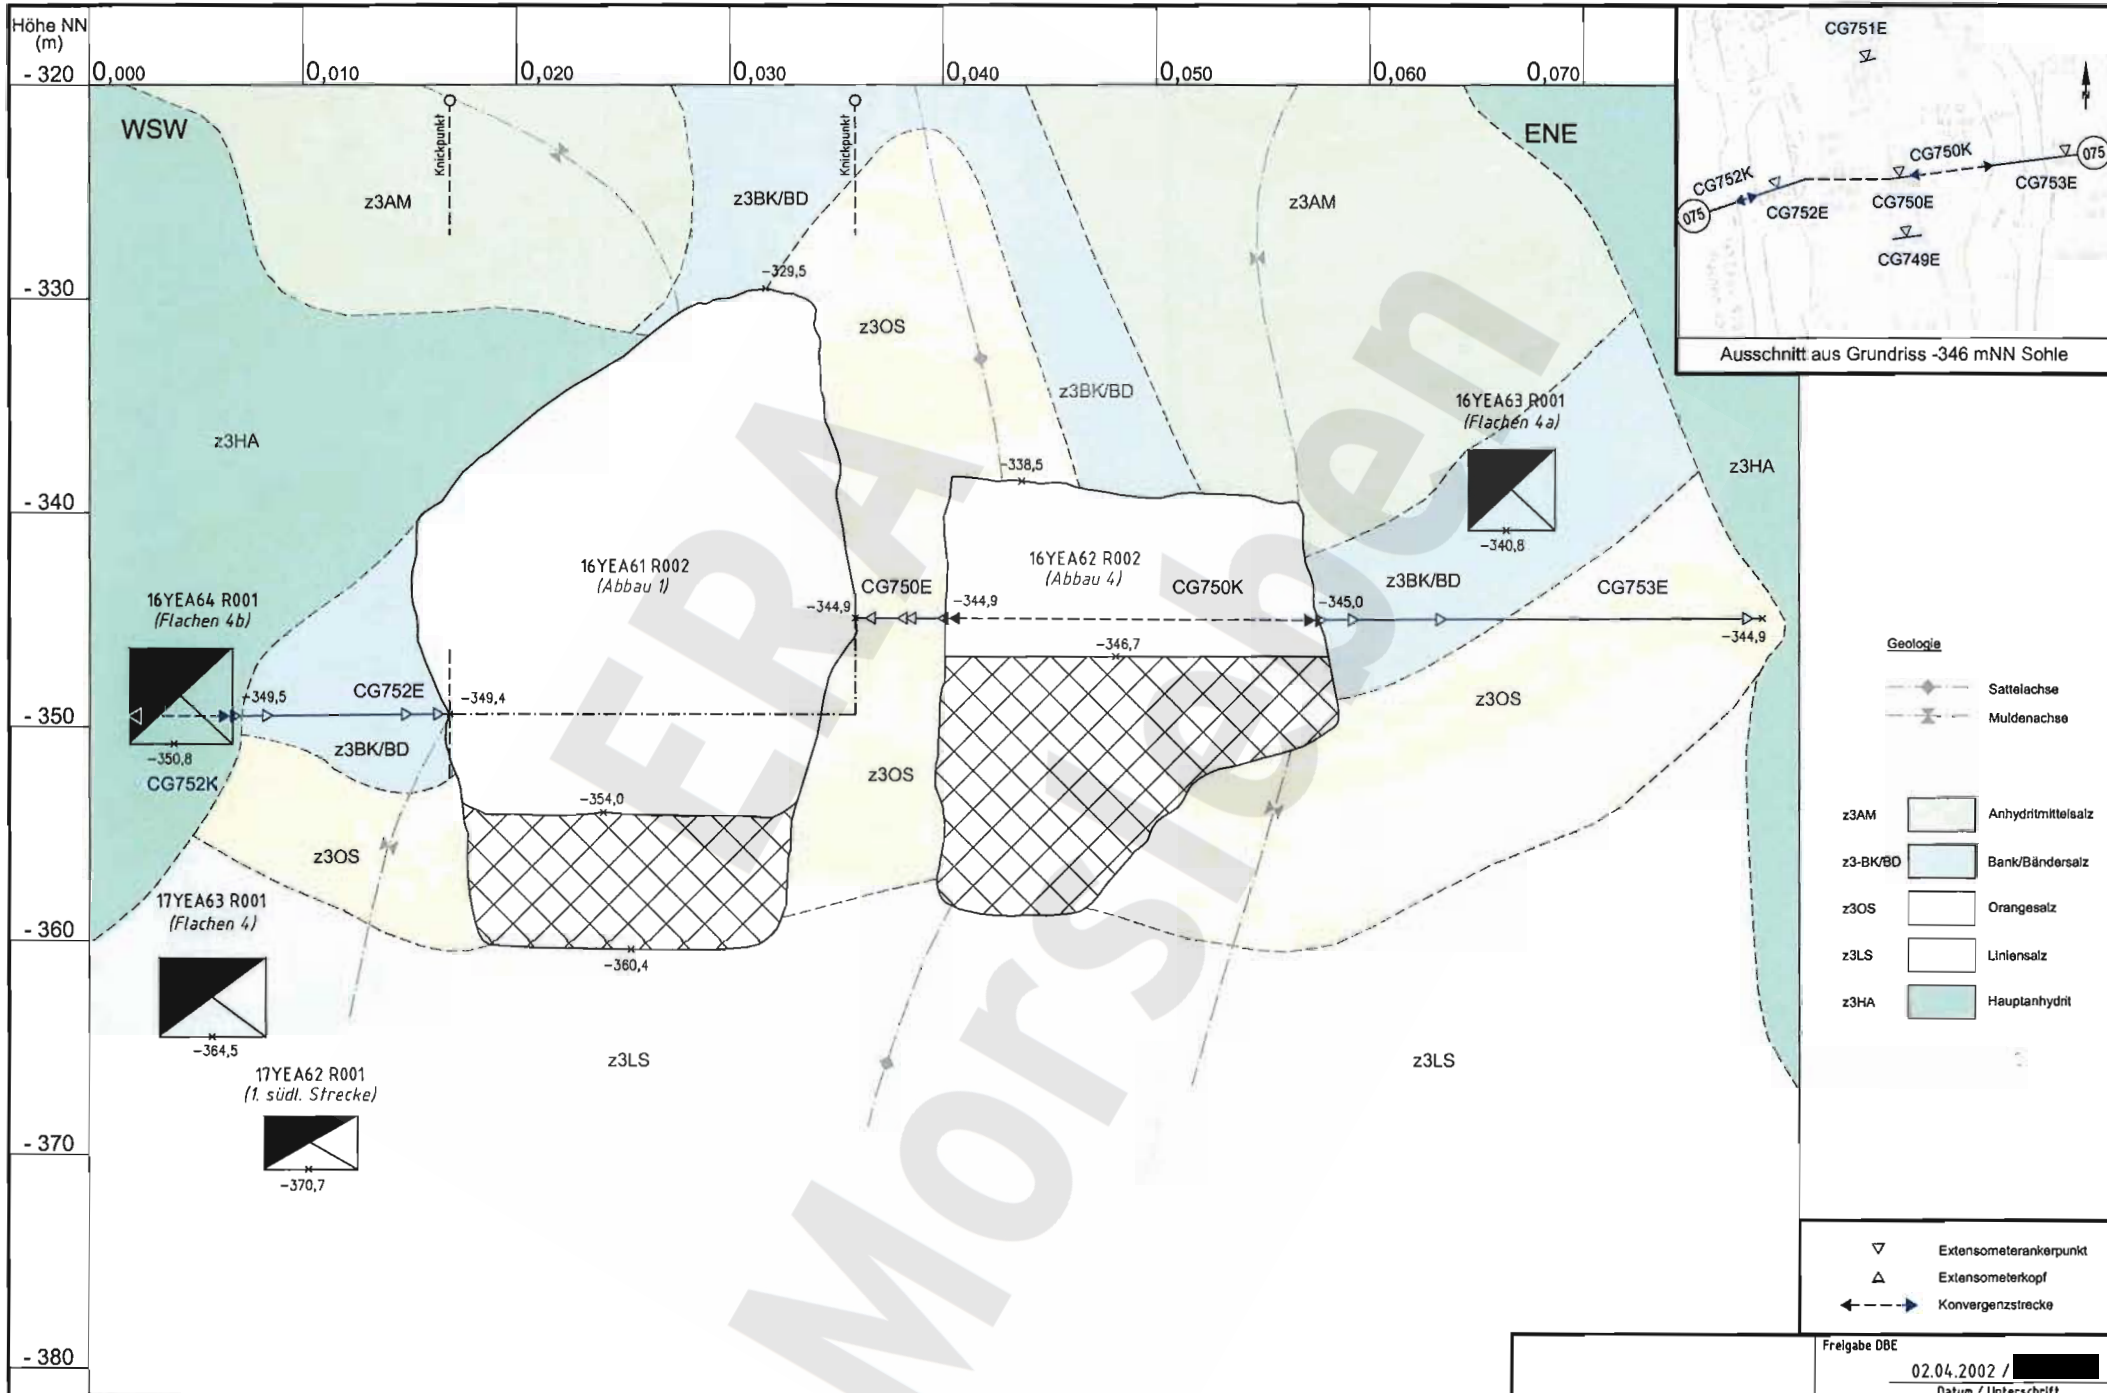 Höhe NN
(m)
- 320
0,000
0,010
0,020
0,030
0,040
0,050
0,060
0,070
WSW
ENE
Knickpunkt
Knickpunkt
z3AM
z3BK/BD
z3AM
-329,5
- 330
z3OS
z3BK/BD
16YEA63 R001
(Flachen 4a)
z3HA
z3HA
-338,5
- 340
-340,8
16YEA61 R002
(Abbau 1)
16YEA62 R002
(Abbau 4)
z3BK/BD
CG750E
CG750K
CG753E
16YEA64 R001
(Flachen 4b)
-344,9
-344,9
-345,0
-344,9
-346,7
CG752E
-349,5
-349,4
z3OS
- 350
z3BK/BD
-350,8
CG752K
z3OS
-354,0
z3OS
17YEA63 R001
(Flachen 4)
- 360
-360,4
-364,5
z3LS
z3LS
17YEA62 R001
(1. südl. Strecke)
- 370
-370,7
- 380
ERA
Morsleben
CG751E
N
CG750K
075
CG752K
CG753E
CG750E
CG752E
075
CG749E
Ausschnitt aus Grundriss -346 mNN Sohle
Geologie
Sattelachse
Muldenachse
z3AM Anhydritmittelsalz
z3-BK/BD Bank/Bändersalz
z3OS Orangesalz
z3LS Liniensalz
z3HA Hauptanhydrit
Extensometerankerpunkt
Extensometerkopf
Konvergenzstrecke
Freigabe DBE
02.04.2002 /
Datum / Unterschrift